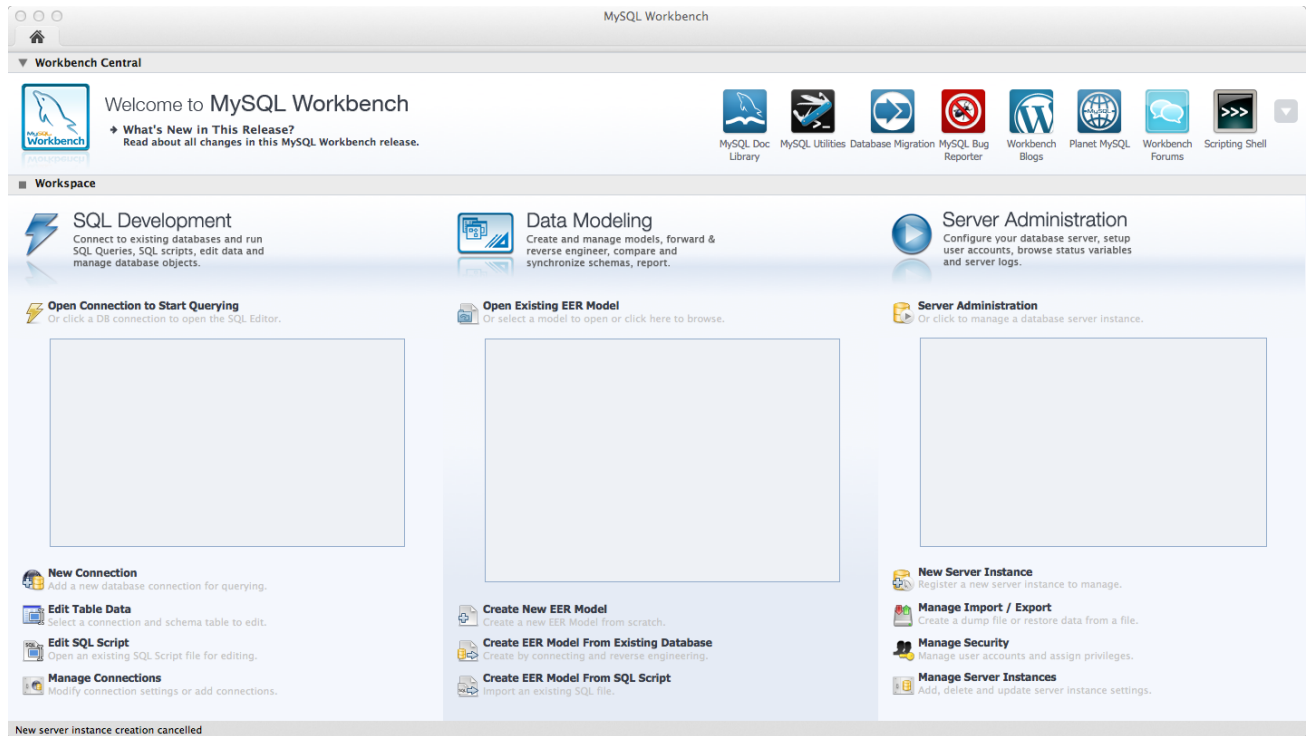 MySQL Workbench
Workbench Central
MySQL
Workbench
Welcome to MySQL Workbench
What's New in This Release?
Read about all changes in this MySQL Workbench release.
MySQL Doc
Library
MySQL Utilities
Database Migration
MySQL Bug
Reporter
Workbench
Blogs
MySQL
Planet MySQL
Workbench
Forums
>>>
Scripting Shell
Workspace
SQL Development
Connect to existing databases and run
SQL Queries, SQL scripts, edit data and
manage database objects.
Open Connection to Start Querying
Or click a DB connection to open the SQL Editor.
New Connection
Add a new database connection for querying.
Edit Table Data
Select a connection and schema table to edit.
SQL
Edit SQL Script
Open an existing SQL Script file for editing.
Manage Connections
Modify connection settings or add connections.
Data Modeling
Create and manage models, forward &
reverse engineer, compare and
synchronize schemas, report.
Open Existing EER Model
Or select a model to open or click here to browse.
Create New EER Model
Create a new EER Model from scratch.
Create EER Model From Existing Database
Create by connecting and reverse engineering.
SQL
Create EER Model From SQL Script
Import an existing SQL file.
Server Administration
Configure your database server, setup
user accounts, browse status variables
and server logs.
Server Administration
Or click to manage a database server instance.
New Server Instance
Register a new server instance to manage.
Manage Import / Export
Create a dump file or restore data from a file.
Manage Security
Manage user accounts and assign privileges.
Manage Server Instances
Add, delete and update server instance settings.
New server instance creation cancelled